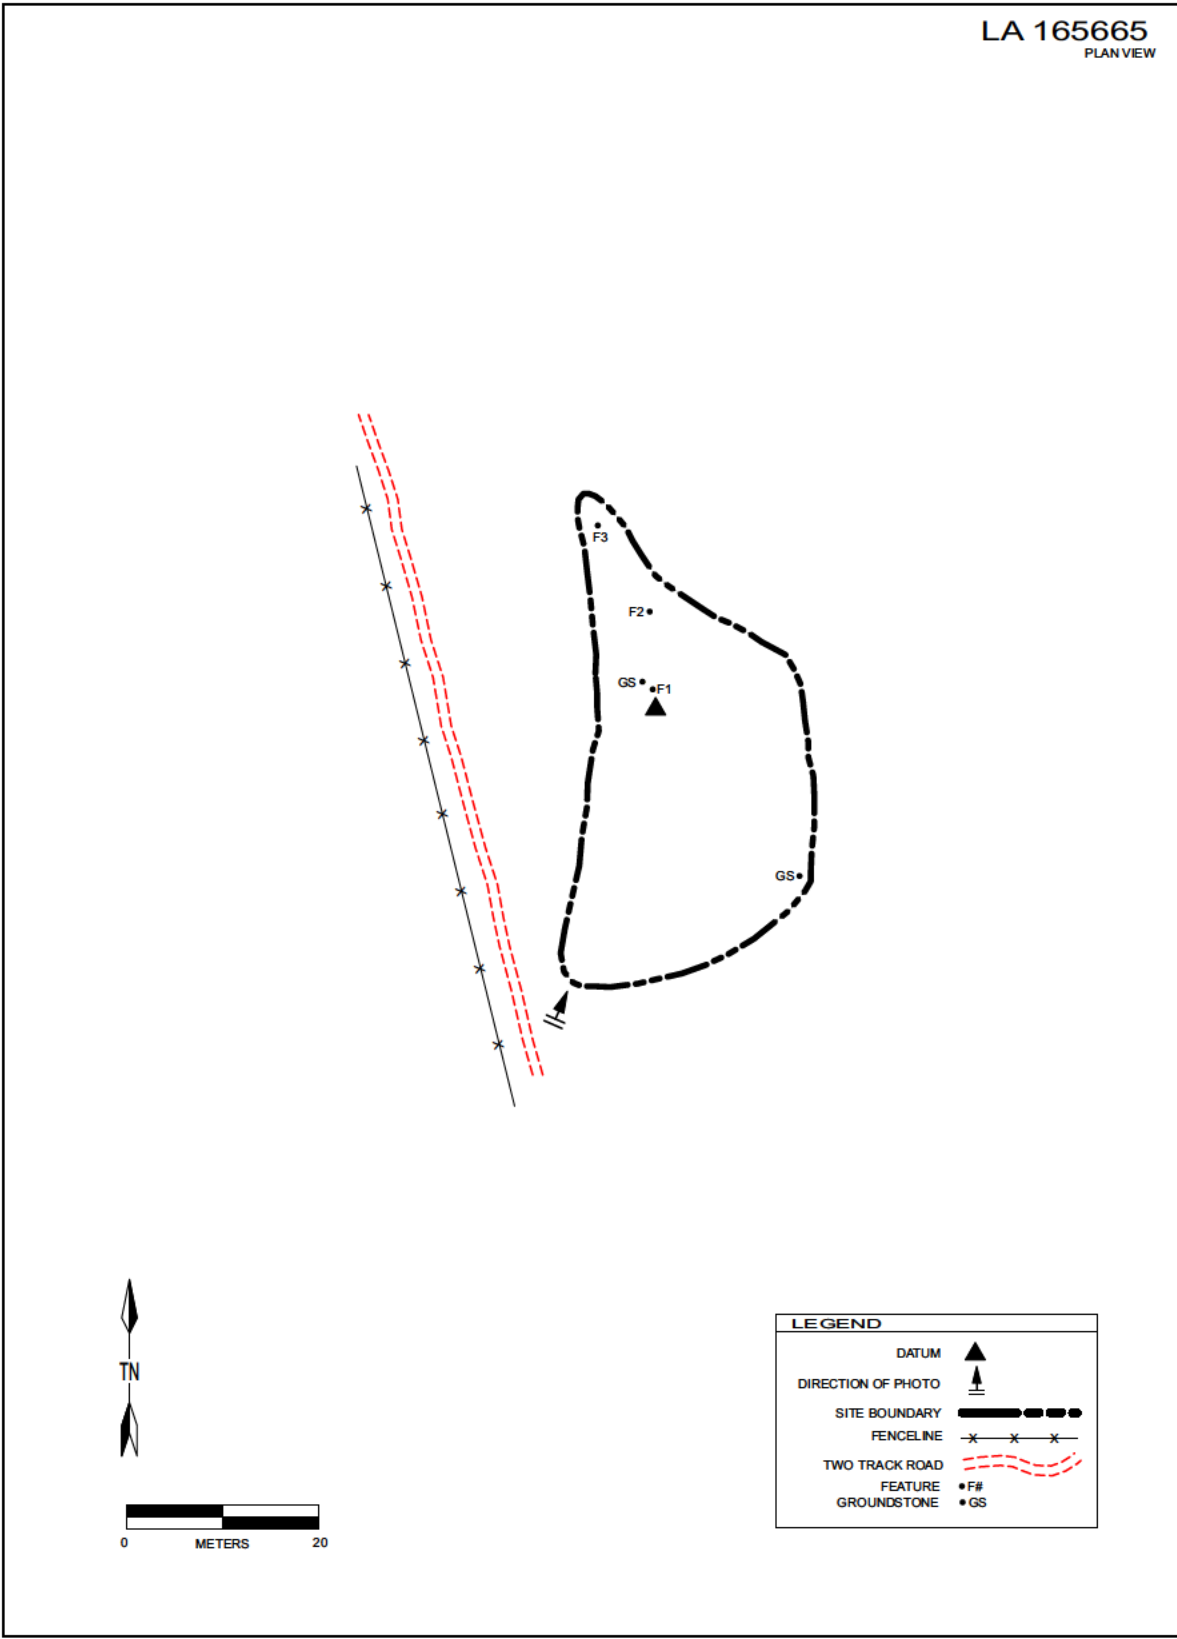 LA 165665
PLAN VIEW
F3
F2
GS
F1
GS
TN
0 METERS 20
LEGEND
DATUM
DIRECTION OF PHOTO
SITE BOUNDARY
FENCELINE
TWO TRACK ROAD
FEATURE F#
GROUNDSTONE GS